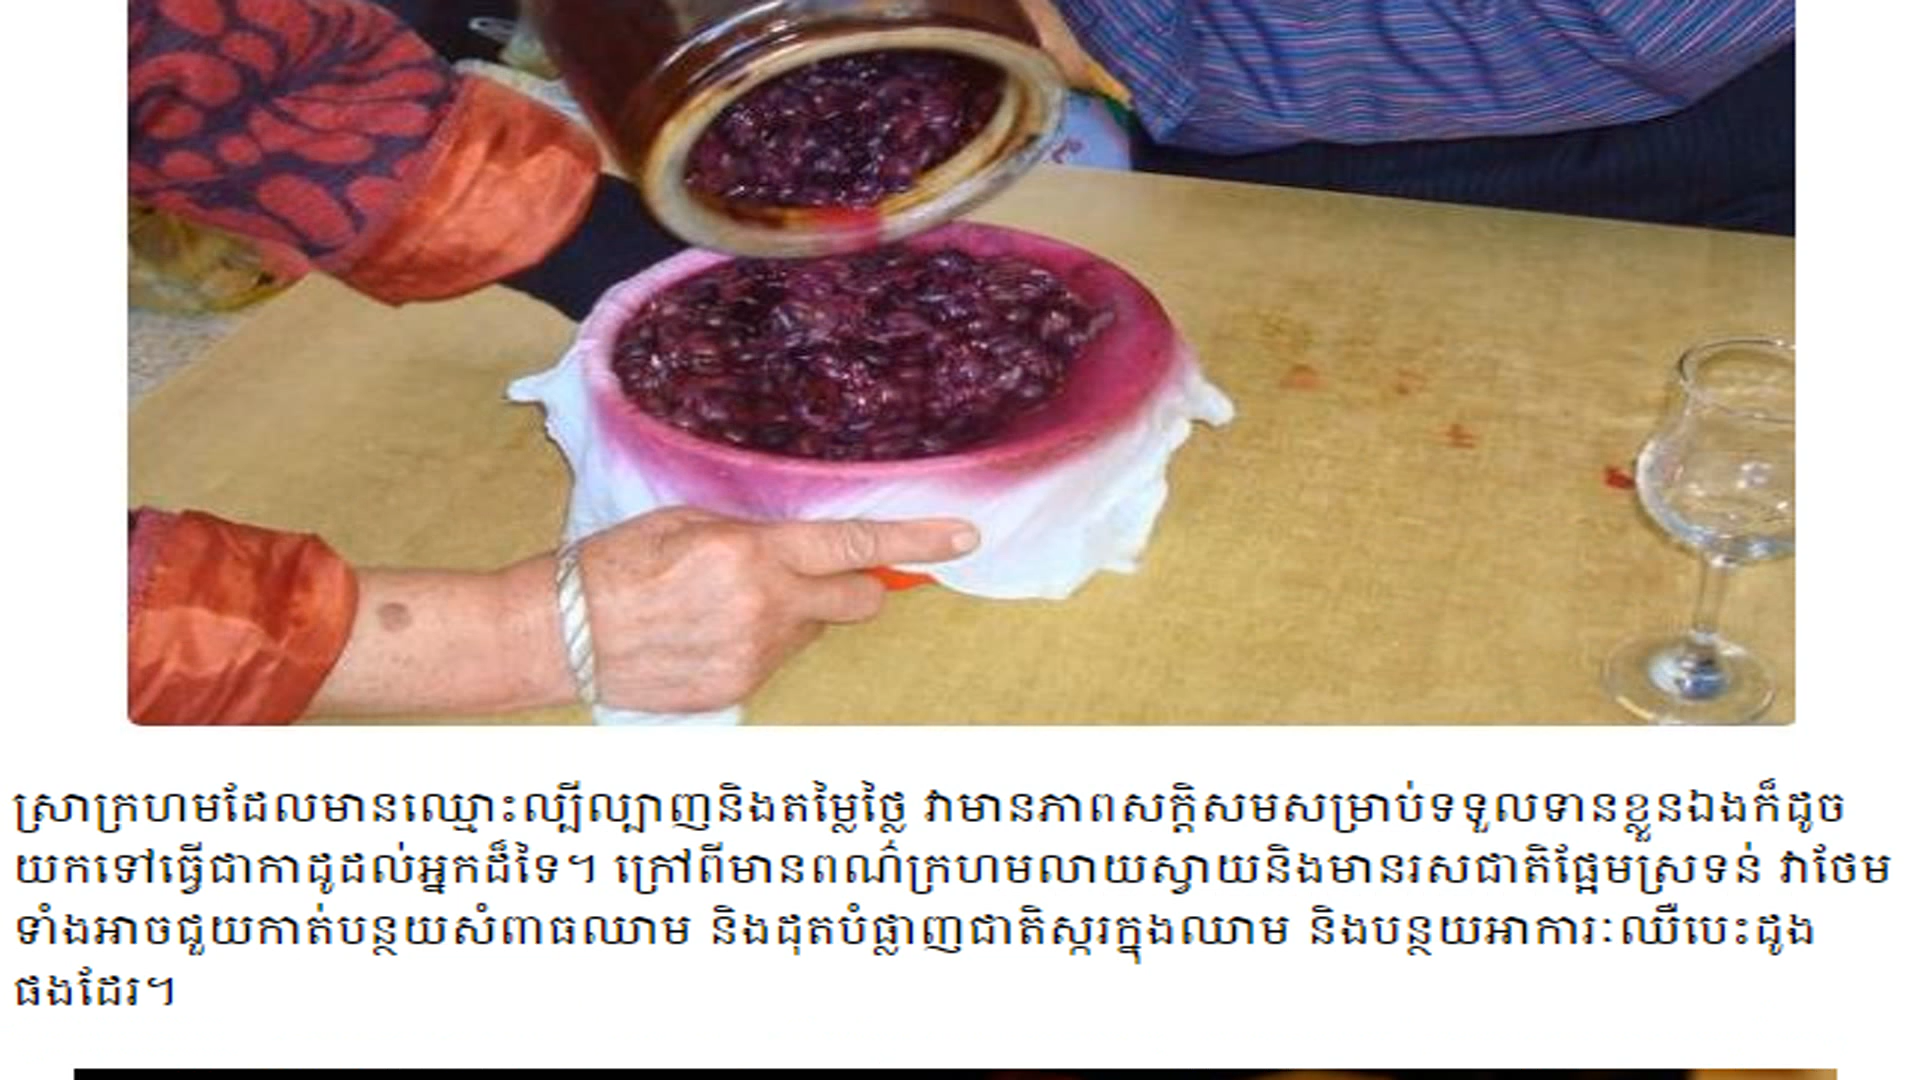 ស្រាក្រហមដែលមានឈ្មោះល្បីល្បាញនិងតម្លៃថ្លៃ វាមានភាពសក្តិសមសម្រាប់ទទួលទានខ្លួនឯងក៏ដូច
យកទៅធ្វើជាកាដូដល់អ្នកដ៏ទៃ។ ក្រៅពីមានពណ៌ក្រហមលាយស្វាយនិងមានរសជាតិផ្អែមស្រទន់ វាថែម
ទាំងអាចជួយកាត់បន្ថយសំពាធឈាម និងដុតបំផ្លាញជាតិស្ករក្នុងឈាម និងបន្ថយអាការៈឈឺបេះដូង
ផងដែរ។